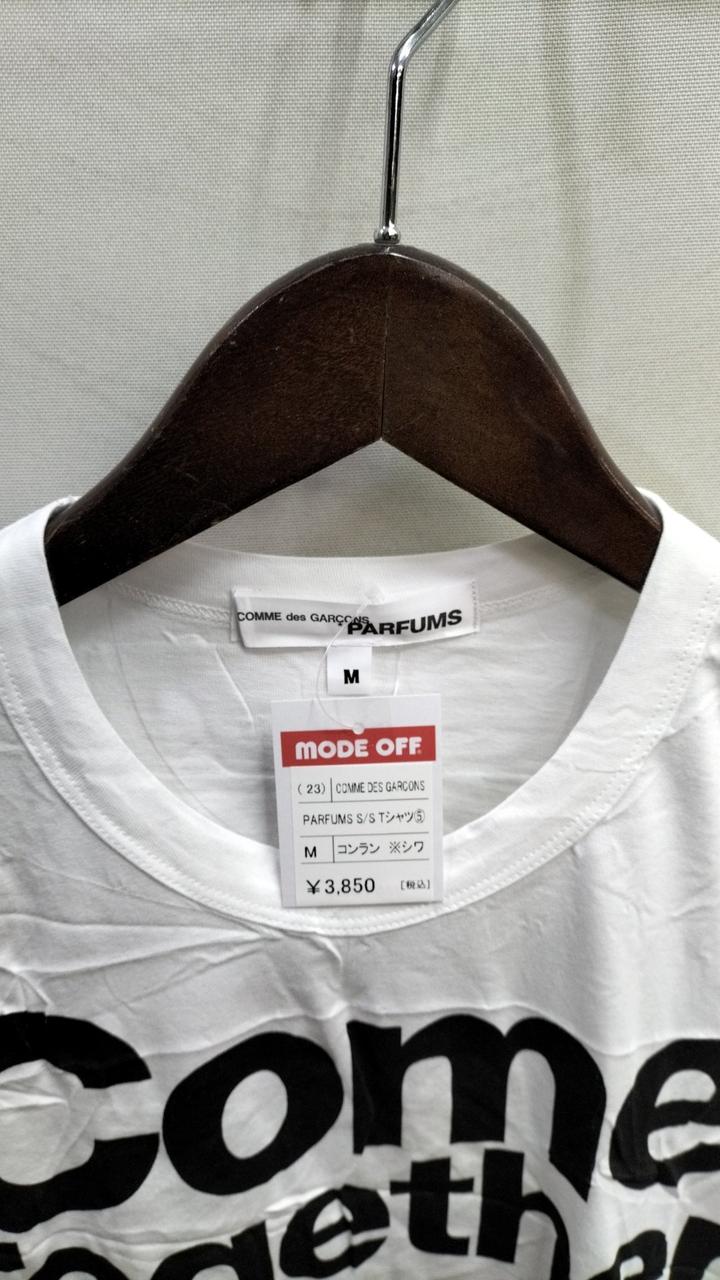 COMME des GARÇONS
PARFUMS
M
MODE OFF
(23) COMME DES GARCONS
PARFUMS S/S Tシャツ⑤
M コンラン ※シワ
¥3,850 [税込]
Come
Together